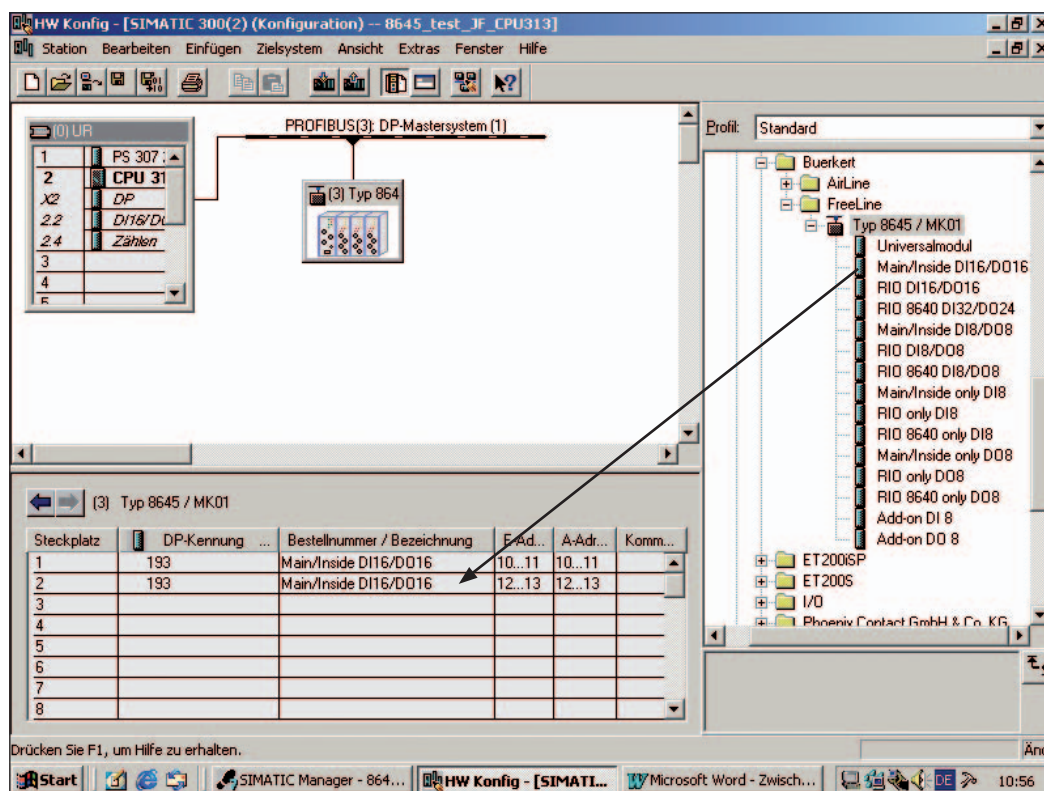 HW Konfig - [SIMATIC 300(2) (Konfiguration) -- 8645_test_JF_CPU313]
Station Bearbeiten Einfügen Zielsystem Ansicht Extras Fenster Hilfe
(0) UR
1 PS 307
2 CPU 31
X2 DP
2.2 DI16/DO
2.4 Zählen
3
4
5
PROFIBUS(3): DP-Mastersystem (1)
(3) Typ 864
Profil: Standard
Buerkert
AirLine
FreeLine
Typ 8645 / MK01
Universalmodul
Main/Inside DI16/DO16
RIO DI16/DO16
RIO 8640 DI32/DO24
Main/Inside DI8/DO8
RIO DI8/DO8
RIO 8640 DI8/DO8
Main/Inside only DI8
RIO only DI8
RIO 8640 only DI8
Main/Inside only DO8
RIO only DO8
RIO 8640 only DO8
Add-on DI 8
Add-on DO 8
ET200iSP
ET200S
I/O
Phoenix Contact GmbH & Co. KG
(3) Typ 8645 / MK01
Steckplatz DP-Kennung ... Bestellnummer / Bezeichnung E-Ad... A-Adr... Komm...
1 193 Main/Inside DI16/DO16 10...11 10...11
2 193 Main/Inside DI16/DO16 12...13 12...13
3
4
5
6
7
8
Drücken Sie F1, um Hilfe zu erhalten.
Änd
Start SIMATIC Manager - 864... HW Konfig - [SIMATI... Microsoft Word - Zwisch... DE 10:56